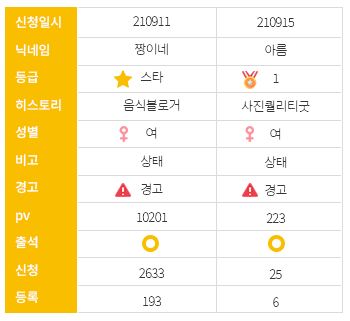 신청일시 210911 210915
닉네임 짱이네 아름
등급 스타 1
히스토리 음식블로거 사진퀄리티굿
성별 여 여
비고 상태 상태
경고 경고 경고
pv 10201 223
출석
신청 2633 25
등록 193 6